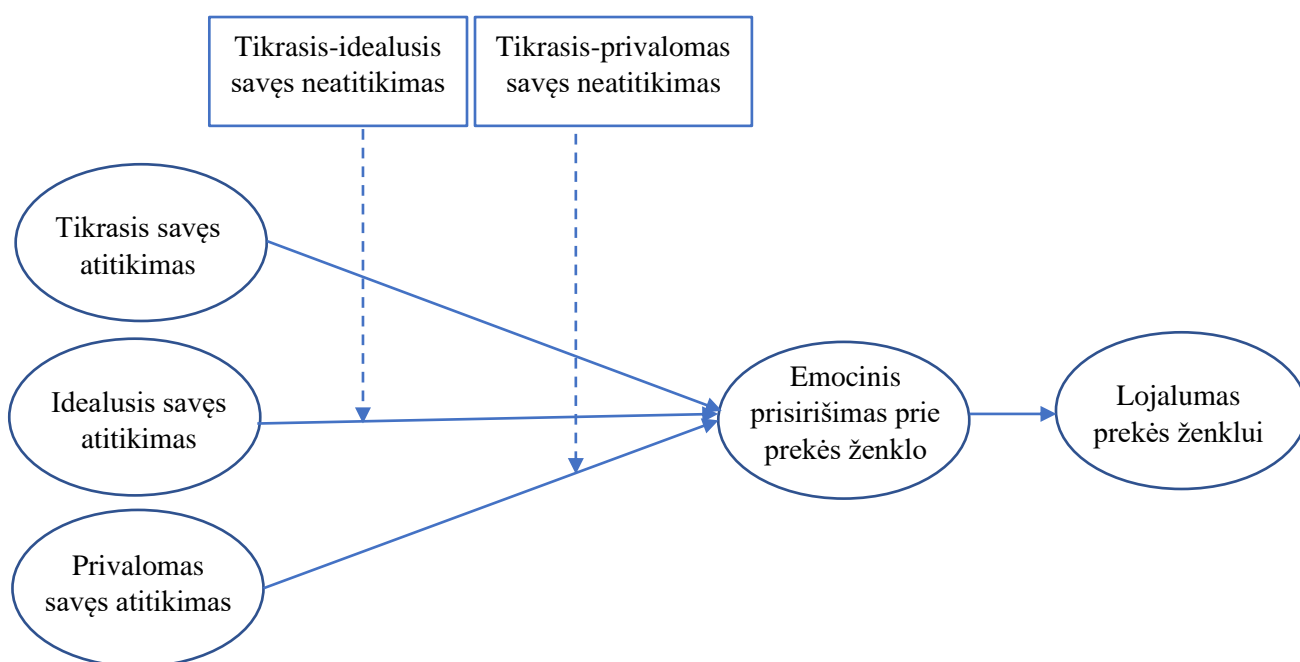 Tikrasis-idealusis
savęs neatitikimas
Tikrasis-privalomas
savęs neatitikimas
Tikrasis savęs
atitikimas
Idealusis savęs
atitikimas
Privalomas
savęs atitikimas
Emocinis
prisirišimas prie
prekės ženklo
Lojalumas
prekės ženklui